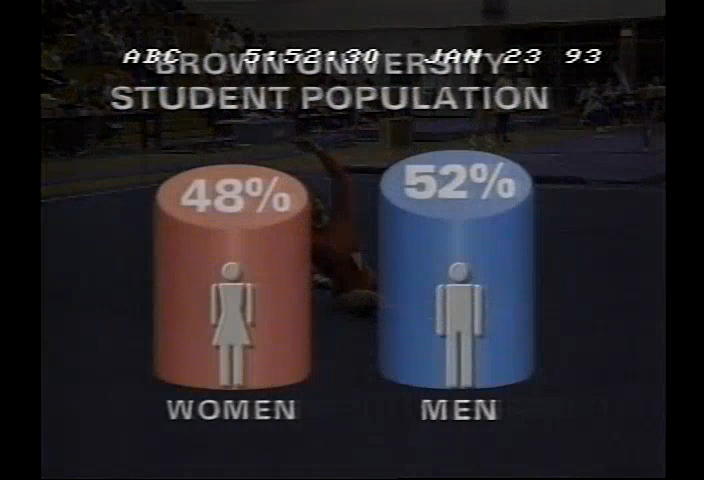 ABC 5:52:30 JAN 23 93
BROWN UNIVERSITY
STUDENT POPULATION
48%
52%
WOMEN
MEN